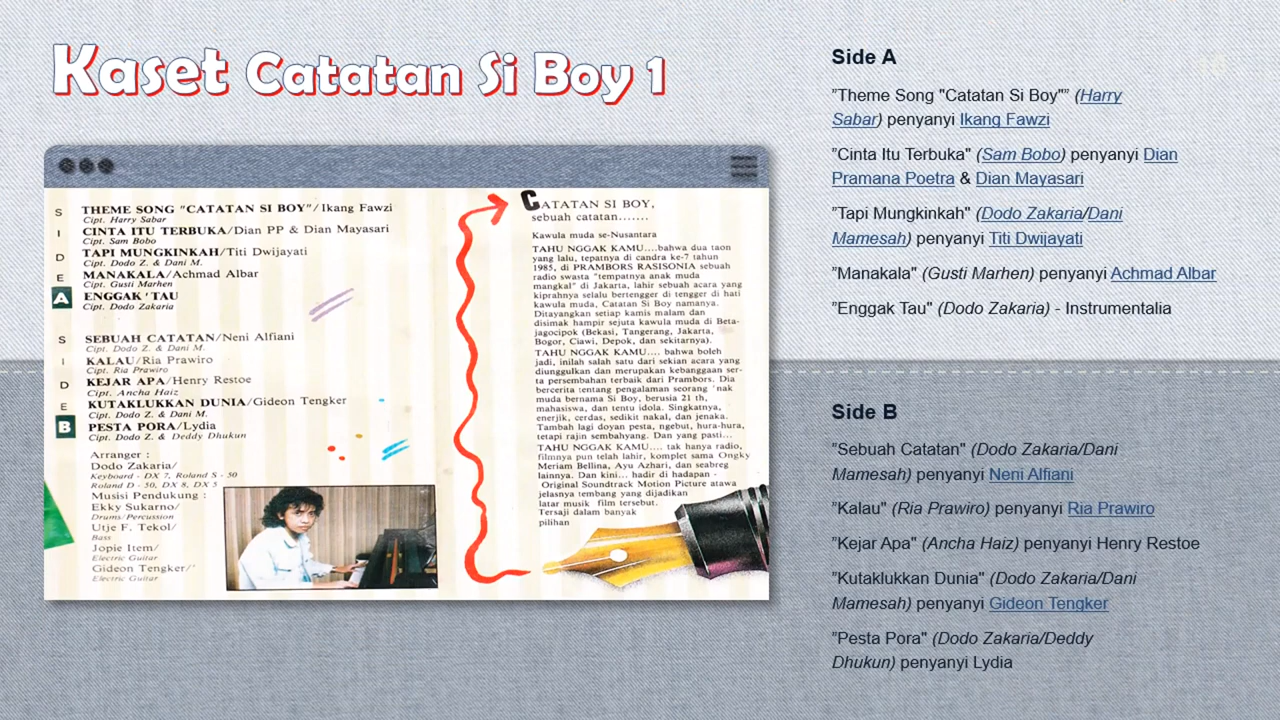 Kaset Catatan Si Boy 1
S I D E A
THEME SONG "CATATAN SI BOY"/Ikang Fawzi
Cipt. Harry Sabar
CINTA ITU TERBUKA/Dian PP & Dian Mayasari
Cipt. Sam Bobo
TAPI MUNGKINKAH/Titi Dwijayati
Cipt. Dodo Z. & Dani M.
MANAKALA/Achmad Albar
Cipt. Gusti Marhen
ENGGAK 'TAU
Cipt. Dodo Zakaria
S I D E B
SEBUAH CATATAN/Neni Alfiani
Cipt. Dodo Z. & Dani M.
KALAU/Ria Prawiro
Cipt. Ria Prawiro
KEJAR APA/Henry Restoe
Cipt. Ancha Haiz
KUTAKLUKKAN DUNIA/Gideon Tengker
Cipt. Dodo Z. & Dani M.
PESTA PORA/Lydia
Cipt. Dodo Z. & Deddy Dhukun
Arranger :
Dodo Zakaria/
Keyboard - DX 7, Roland S - 50
Roland D - 50, DX 8, DX 5
Musisi Pendukung :
Ekky Sukarno/
Drums/Percussion
Utje F. Tekol/
Bass
Jopie Item/
Electric Guitar
Gideon Tengker/'
Electric Guitar
CATATAN SI BOY,
sebuah catatan.......
Kawula muda se-Nusantara
TAHU NGGAK KAMU....bahwa dua taon
yang lalu, tepatnya di candra ke-7 tahun
1985, di PRAMBORS RASISONIA sebuah
radio swasta "tempatnya anak muda
mangkal" di Jakarta, lahir sebuah acara yang
kiprahnya selalu bertengger di tengger di hati
kawula muda, Catatan Si Boy namanya.
Ditayangkan setiap kamis malam dan
disimak hampir sejuta kawula muda di Beta-
jagocipok (Bekasi, Tangerang, Jakarta,
Bogor, Ciawi, Depok, dan sekitarnya).
TAHU NGGAK KAMU.... bahwa boleh
jadi, inilah salah satu dari sekian acara yang
diunggulkan dan merupakan kebanggaan ser-
ta persembahan terbaik dari Prambors. Dia
bercerita tentang pengalaman seorang 'nak
muda bernama Si Boy, berusia 21 th,
mahasiswa, dan tentu idola. Singkatnya,
enerjik, cerdas, sedikit nakal, dan jenaka.
Tambah lagi doyan pesta, ngebut, hura-hura,
tetapi rajin sembahyang. Dan yang pasti...
TAHU NGGAK KAMU.... tak hanya radio,
filmnya pun telah lahir, komplet sama Ongky
Meriam Bellina, Ayu Azhari, dan seabreg
lainnya. Dan kini... hadir di hadapan -
Original Soundtrack Motion Picture atawa
jelasnya tembang yang dijadikan
latar musik film tersebut.
Tersaji dalam banyak
pilihan
Side A
"Theme Song "Catatan Si Boy"" (Harry
Sabar) penyanyi Ikang Fawzi
"Cinta Itu Terbuka" (Sam Bobo) penyanyi Dian
Pramana Poetra & Dian Mayasari
"Tapi Mungkinkah" (Dodo Zakaria/Dani
Mamesah) penyanyi Titi Dwijayati
"Manakala" (Gusti Marhen) penyanyi Achmad Albar
"Enggak Tau" (Dodo Zakaria) - Instrumentalia
Side B
"Sebuah Catatan" (Dodo Zakaria/Dani
Mamesah) penyanyi Neni Alfiani
"Kalau" (Ria Prawiro) penyanyi Ria Prawiro
"Kejar Apa" (Ancha Haiz) penyanyi Henry Restoe
"Kutaklukkan Dunia" (Dodo Zakaria/Dani
Mamesah) penyanyi Gideon Tengker
"Pesta Pora" (Dodo Zakaria/Deddy
Dhukun) penyanyi Lydia